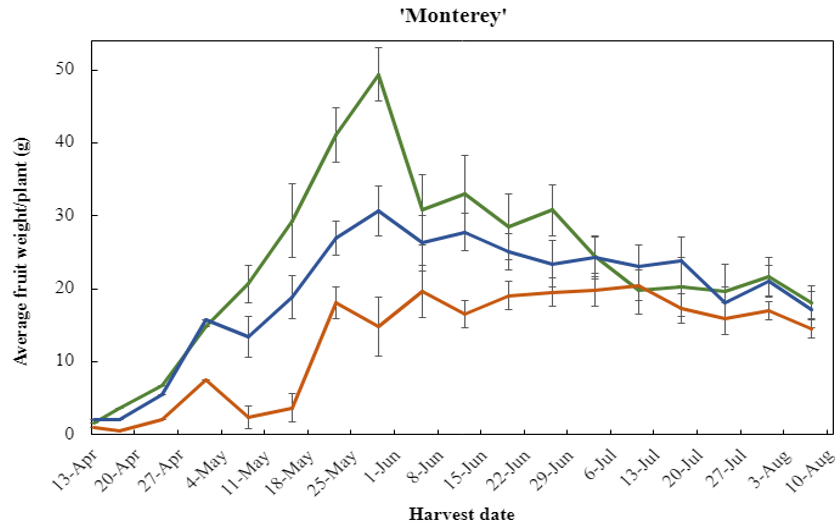 'Monterey'
Average fruit weight/plant (g)
50
40
30
20
10
0
13-Apr
20-Apr
27-Apr
4-May
11-May
18-May
25-May
1-Jun
8-Jun
15-Jun
22-Jun
29-Jun
6-Jul
13-Jul
20-Jul
27-Jul
3-Aug
10-Aug
Harvest date